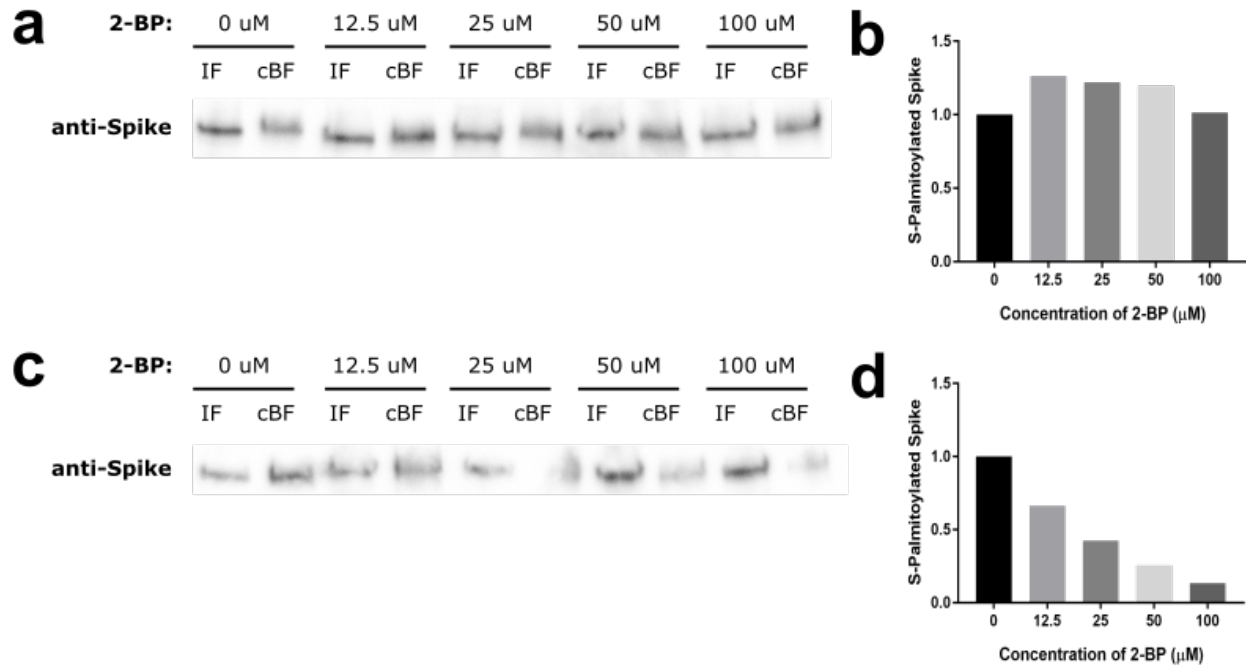 a
2-BP: 0 uM 12.5 uM 25 uM 50 uM 100 uM
IF cBF IF cBF IF cBF IF cBF IF cBF
anti-Spike
b
S-Palmitoylated Spike
1.5
1.0
0.5
0.0
0 12.5 25 50 100
Concentration of 2-BP (μM)
c
2-BP: 0 uM 12.5 uM 25 uM 50 uM 100 uM
IF cBF IF cBF IF cBF IF cBF IF cBF
anti-Spike
d
S-Palmitoylated Spike
1.5
1.0
0.5
0.0
0 12.5 25 50 100
Concentration of 2-BP (μM)